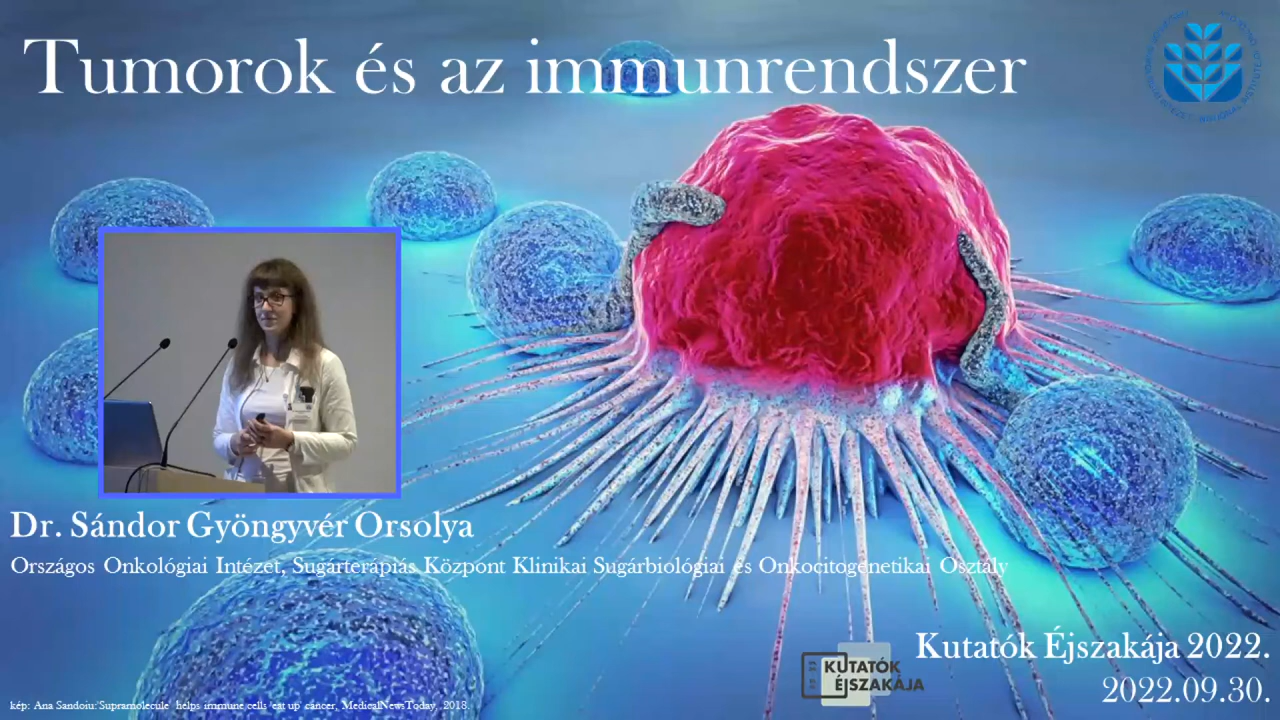 Tumorok és az immunrendszer
Dr. Sándor Gyöngyvér Orsolya
Országos Onkológiai Intézet, Sugárterápiás Központ Klinikai Sugárbiológiai és Onkocitogenetikai Osztály
KUTATÓK
ÉJSZAKÁJA
Kutatók Éjszakája 2022.
2022.09.30.
kép: Ana Sandoiu:'Supramolecule' helps immune cells 'eat up' cancer, MedicalNewsToday, 2018.